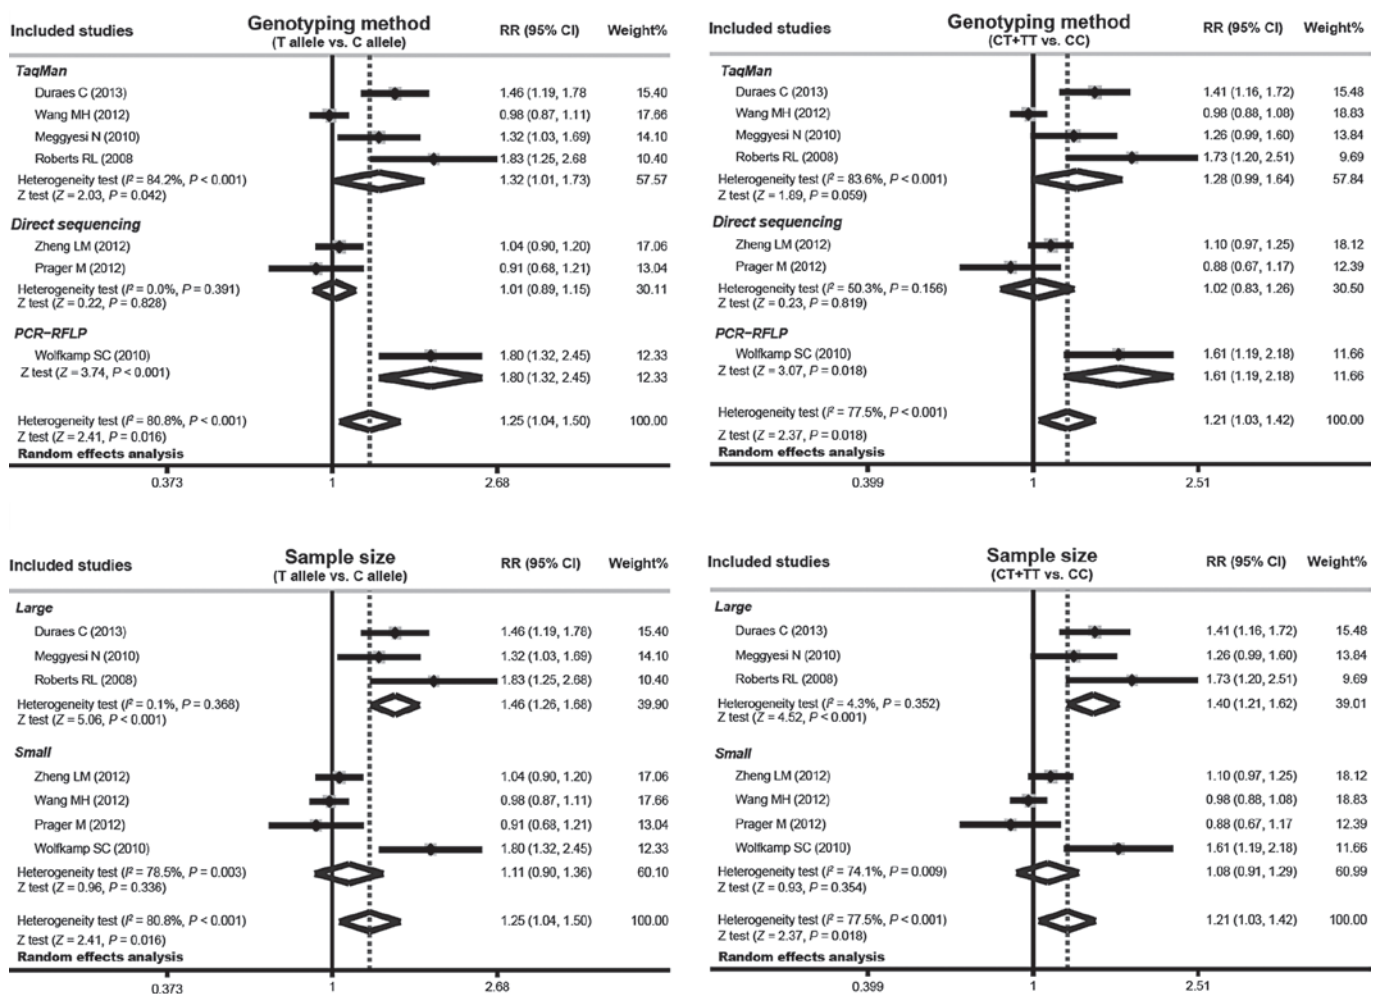 Included studies Genotyping method RR (95% CI) Weight%
(T allele vs. C allele)
TaqMan
Duraes C (2013) 1.46 (1.19, 1.78 15.40
Wang MH (2012) 0.98 (0.87, 1.11) 17.66
Meggyesi N (2010) 1.32 (1.03, 1.69) 14.10
Roberts RL (2008 1.83 (1.25, 2.68 10.40
Heterogeneity test (I² = 84.2%, P < 0.001) 1.32 (1.01, 1.73) 57.57
Z test (Z = 2.03, P = 0.042)
Direct sequencing
Zheng LM (2012) 1.04 (0.90, 1.20) 17.06
Prager M (2012) 0.91 (0.68, 1.21) 13.04
Heterogeneity test (I² = 0.0%, P = 0.391) 1.01 (0.89, 1.15) 30.11
Z test (Z = 0.22, P = 0.828)
PCR−RFLP
Wolfkamp SC (2010) 1.80 (1.32, 2.45) 12.33
Z test (Z = 3.74, P < 0.001) 1.80 (1.32, 2.45) 12.33
Heterogeneity test (I² = 80.8%, P < 0.001) 1.25 (1.04, 1.50) 100.00
Z test (Z = 2.41, P = 0.016)
Random effects analysis
0.373 1 2.68
Included studies Genotyping method RR (95% CI) Weight%
(CT+TT vs. CC)
TaqMan
Duraes C (2013) 1.41 (1.16, 1.72) 15.48
Wang MH (2012) 0.98 (0.88, 1.08) 18.83
Meggyesi N (2010) 1.26 (0.99, 1.60) 13.84
Roberts RL (2008) 1.73 (1.20, 2.51) 9.69
Heterogeneity test (I² = 83.6%, P < 0.001) 1.28 (0.99, 1.64) 57.84
Z test (Z = 1.89, P = 0.059)
Direct sequencing
Zheng LM (2012) 1.10 (0.97, 1.25) 18.12
Prager M (2012) 0.88 (0.67, 1.17) 12.39
Heterogeneity test (I² = 50.3%, P = 0.156) 1.02 (0.83, 1.26) 30.50
Z test (Z = 0.23, P = 0.819)
PCR−RFLP
Wolfkamp SC (2010) 1.61 (1.19, 2.18) 11.66
Z test (Z = 3.07, P = 0.018) 1.61 (1.19, 2.18) 11.66
Heterogeneity test (I² = 77.5%, P < 0.001) 1.21 (1.03, 1.42) 100.00
Z test (Z = 2.37, P = 0.018)
Random effects analysis
0.399 1 2.51
Included studies Sample size RR (95% CI) Weight%
(T allele vs. C allele)
Large
Duraes C (2013) 1.46 (1.19, 1.78) 15.40
Meggyesi N (2010) 1.32 (1.03, 1.69) 14.10
Roberts RL (2008) 1.83 (1.25, 2.68) 10.40
Heterogeneity test (I² = 0.1%, P = 0.368) 1.46 (1.26, 1.68) 39.90
Z test (Z = 5.06, P < 0.001)
Small
Zheng LM (2012) 1.04 (0.90, 1.20) 17.06
Wang MH (2012) 0.98 (0.87, 1.11) 17.66
Prager M (2012) 0.91 (0.68, 1.21) 13.04
Wolfkamp SC (2010) 1.80 (1.32, 2.45) 12.33
Heterogeneity test (I² = 78.5%, P = 0.003) 1.11 (0.90, 1.36) 60.10
Z test (Z = 0.96, P = 0.336)
Heterogeneity test (I² = 80.8%, P < 0.001) 1.25 (1.04, 1.50) 100.00
Z test (Z = 2.41, P = 0.016)
Random effects analysis
0.373 1 2.68
Included studies Sample size RR (95% CI) Weight%
(CT+TT vs. CC)
Large
Duraes C (2013) 1.41 (1.16, 1.72) 15.48
Meggyesi N (2010) 1.26 (0.99, 1.60) 13.84
Roberts RL (2008) 1.73 (1.20, 2.51) 9.69
Heterogeneity test (I² = 4.3%, P = 0.352) 1.40 (1.21, 1.62) 39.01
Z test (Z = 4.52, P < 0.001)
Small
Zheng LM (2012) 1.10 (0.97, 1.25) 18.12
Wang MH (2012) 0.98 (0.88, 1.08) 18.83
Prager M (2012) 0.88 (0.67, 1.17 12.39
Wolfkamp SC (2010) 1.61 (1.19, 2.18) 11.66
Heterogeneity test (I² = 74.1%, P = 0.009) 1.08 (0.91, 1.29) 60.99
Z test (Z = 0.93, P = 0.354)
Heterogeneity test (I² = 77.5%, P < 0.001) 1.21 (1.03, 1.42) 100.00
Z test (Z = 2.37, P = 0.018)
Random effects analysis
0.399 1 2.51